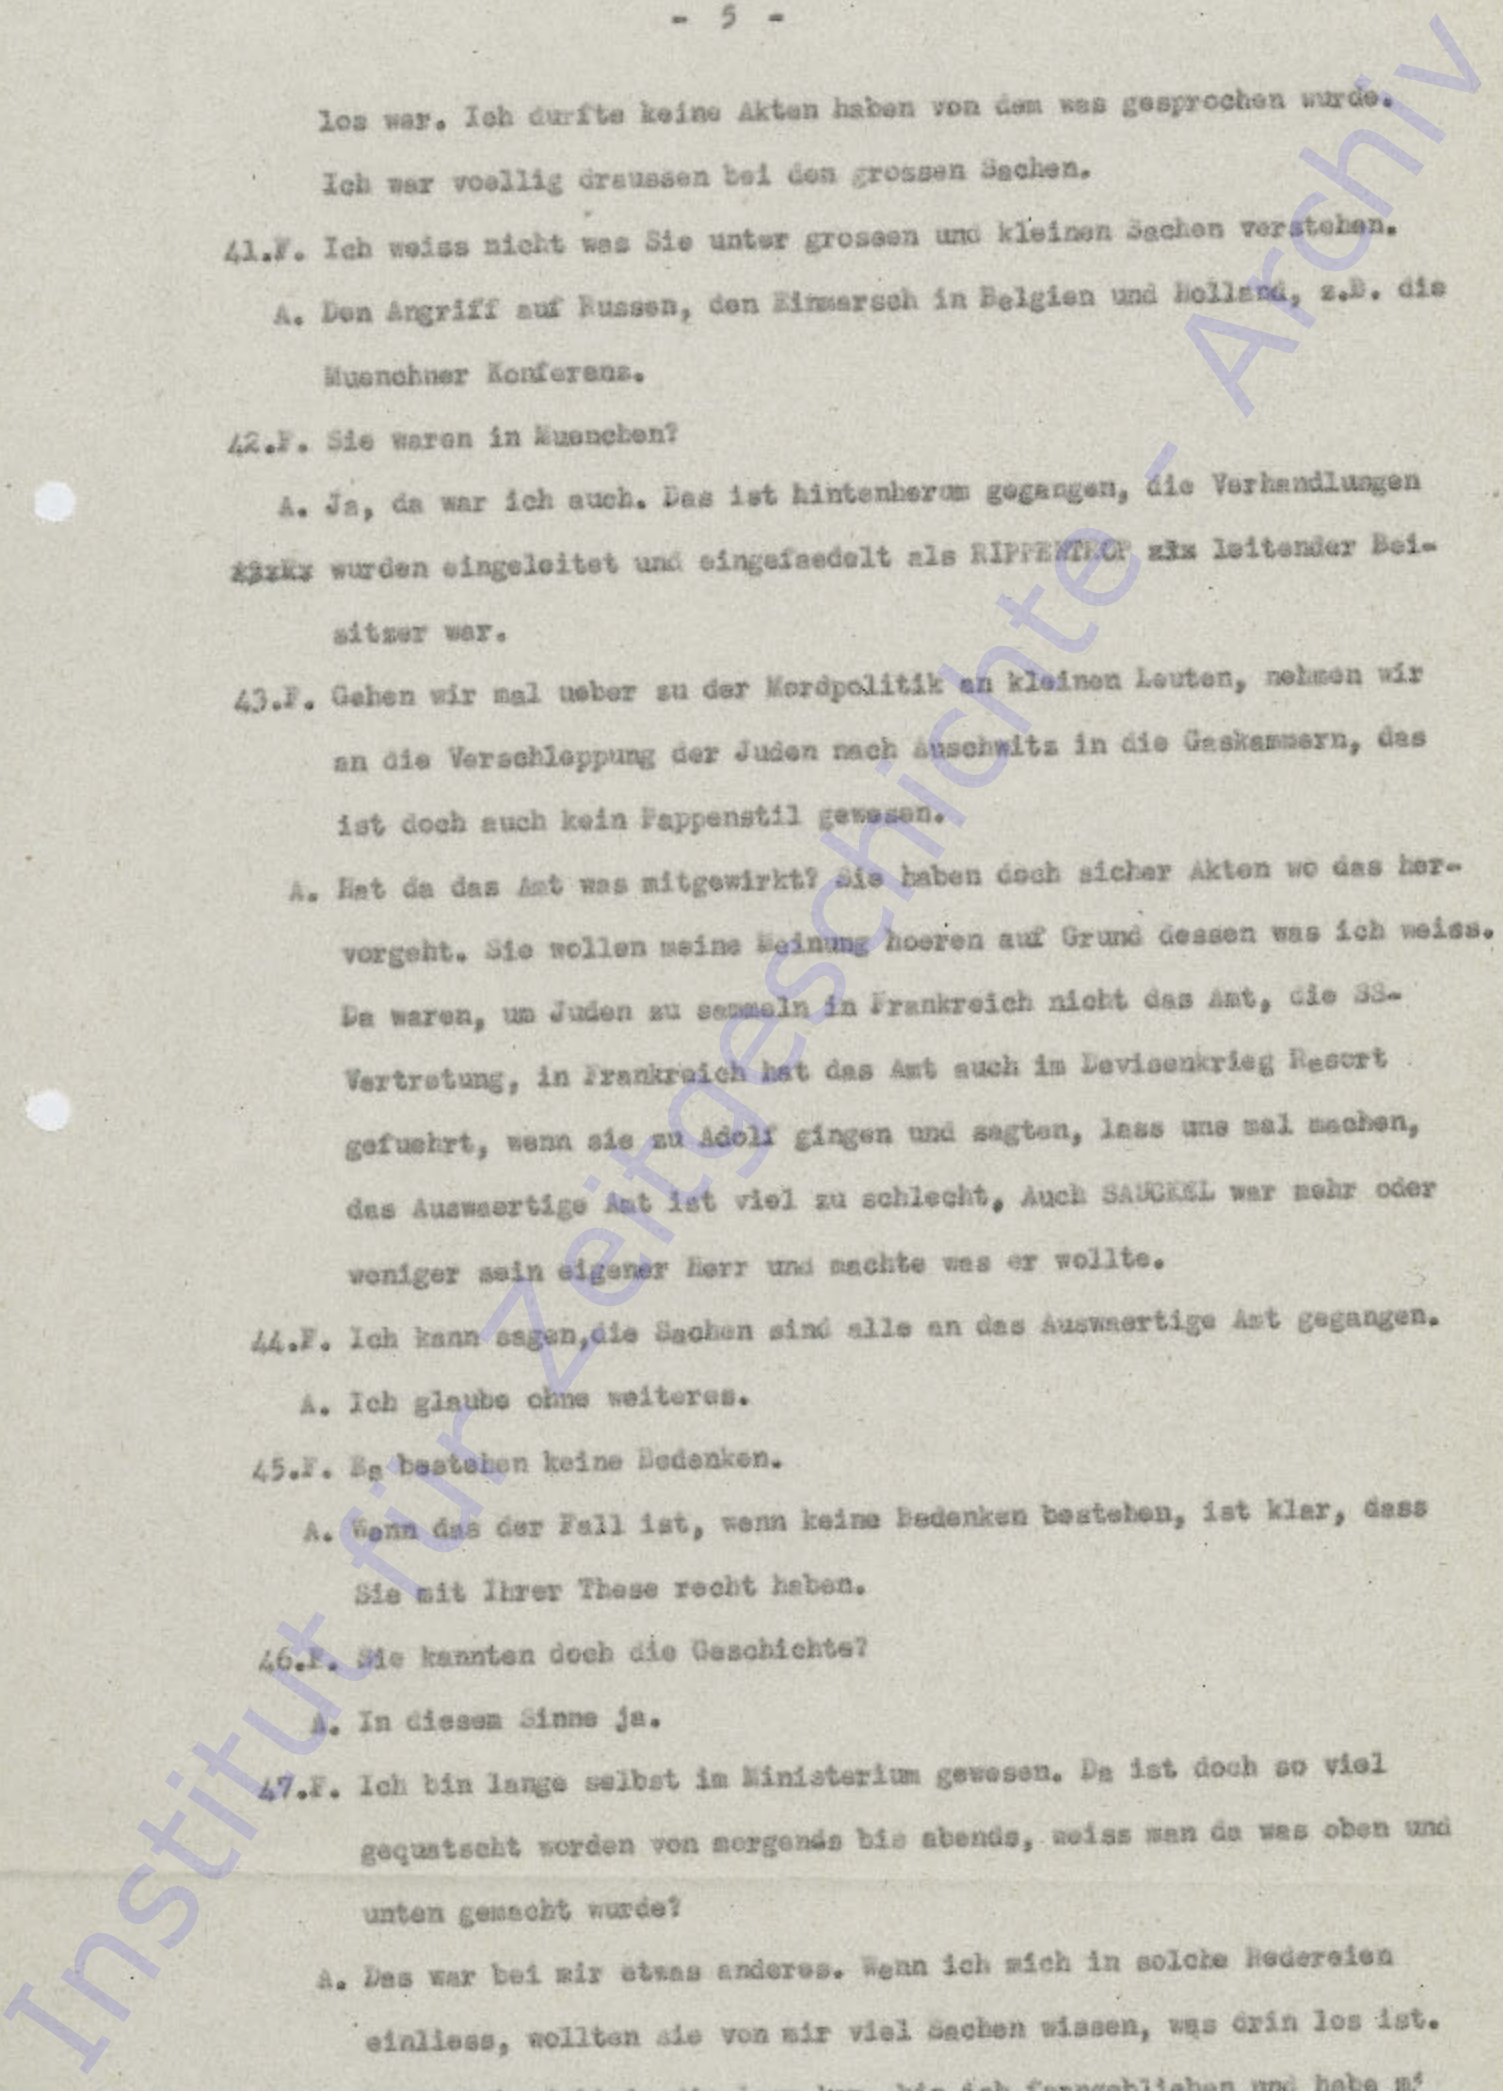 - 5 -
los war. Ich durfte keine Akten haben von dem was gesprochen wurde.
Ich war voellig draussen bei den grossen Sachen.
41.F. Ich weiss nicht was Sie unter grossen und kleinen Sachen verstehen.
A. Den Angriff auf Russen, den Einmarsch in Belgien und Holland, z.B. die
Muenchner Konferenz.
42.F. Sie waren in Muenchen?
A. Ja, da war ich auch. Das ist hintenherum gegangen, die Verhandlungen
wurden eingeleitet und eingefaedelt als RIPPENTROP leitender Bei-
sitzer war.
43.F. Gehen wir mal ueber zu der Mordpolitik an kleinen Leuten, nehmen wir
an die Verschleppung der Juden nach Auschwitz in die Gaskammern, das
ist doch auch kein Pappenstil gewesen.
A. Hat da das Amt was mitgewirkt? Sie haben doch sicher Akten wo das her-
vorgeht. Sie wollen meine Meinung hoeren auf Grund dessen was ich weiss.
Da waren, um Juden zu sammeln in Frankreich nicht das Amt, die SS-
Vertretung, in Frankreich hat das Amt auch im Devisenkrieg Resort
gefuehrt, wenn sie zu Adolf gingen und sagten, lass uns mal machen,
das Auswaertige Amt ist viel zu schlecht, Auch SAUCKEL war mehr oder
weniger sein eigener Herr und machte was er wollte.
44.F. Ich kann sagen,die Sachen sind alle an das Auswaertige Amt gegangen.
A. Ich glaube ohne weiteres.
45.F. Es bestehen keine Bedenken.
A. Wenn das der Fall ist, wenn keine Bedenken bestehen, ist klar, dass
Sie mit Ihrer These recht haben.
46.F. Sie kannten doch die Geschichte?
A. In diesem Sinne ja.
47.F. Ich bin lange selbst im Ministerium gewesen. Da ist doch so viel
gequatscht worden von morgends bis abends, weiss man da was oben und
unten gemacht wurde?
A. Das war bei mir etwas anderes. Wenn ich mich in solche Redereien
einliess, wollten sie von mir viel Sachen wissen, was drin los ist.
ich ferngeblieben und habe
Institut für Zeitgeschichte - Archiv